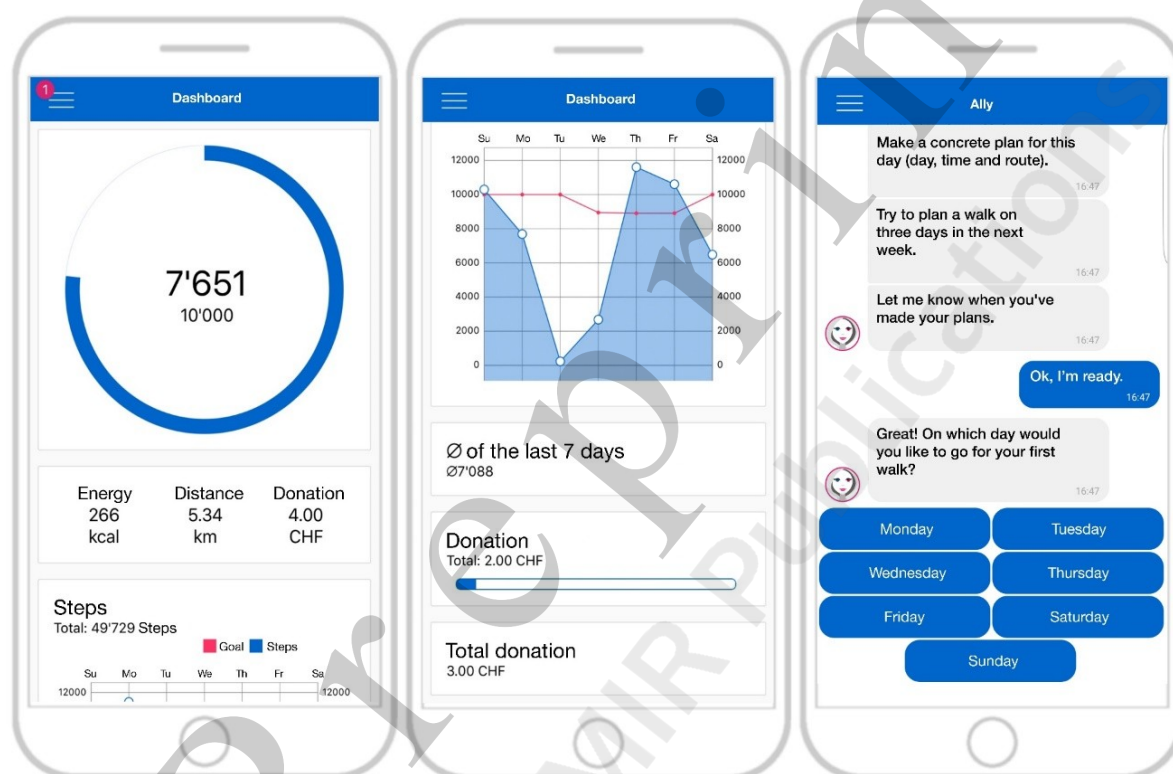 1
Dashboard
7'651
10'000
Energy
266
kcal
Distance
5.34
km
Donation
4.00
CHF
Steps
Total: 49'729 Steps
Goal Steps
Su Mo Tu We Th Fr Sa
12000 12000
Dashboard
Su Mo Tu We Th Fr Sa
12000 12000
10000 10000
8000 8000
6000 6000
4000 4000
2000 2000
0 0
Ø of the last 7 days
Ø7'088
Donation
Total: 2.00 CHF
Total donation
3.00 CHF
Ally
Make a concrete plan for this
day (day, time and route).
16:47
Try to plan a walk on
three days in the next
week.
16:47
Let me know when you've
made your plans.
16:47
Ok, I'm ready.
16:47
Great! On which day would
you like to go for your first
walk?
16:47
Monday Tuesday
Wednesday Thursday
Friday Saturday
Sunday
Preprin
MIR Publications